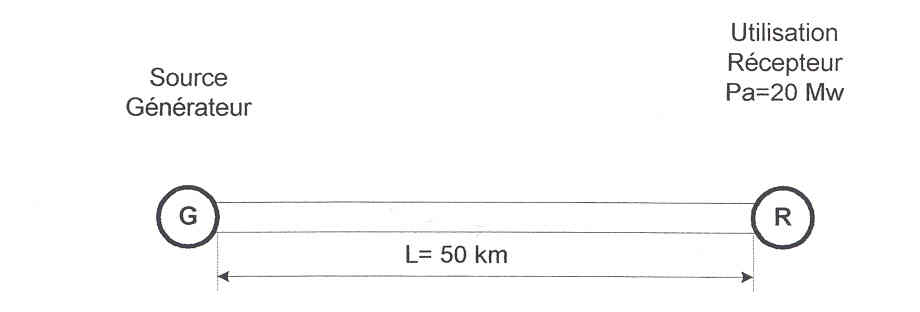 Utilisation
Récepteur
Pa=20 Mw
Source
Générateur
G
R
L= 50 km